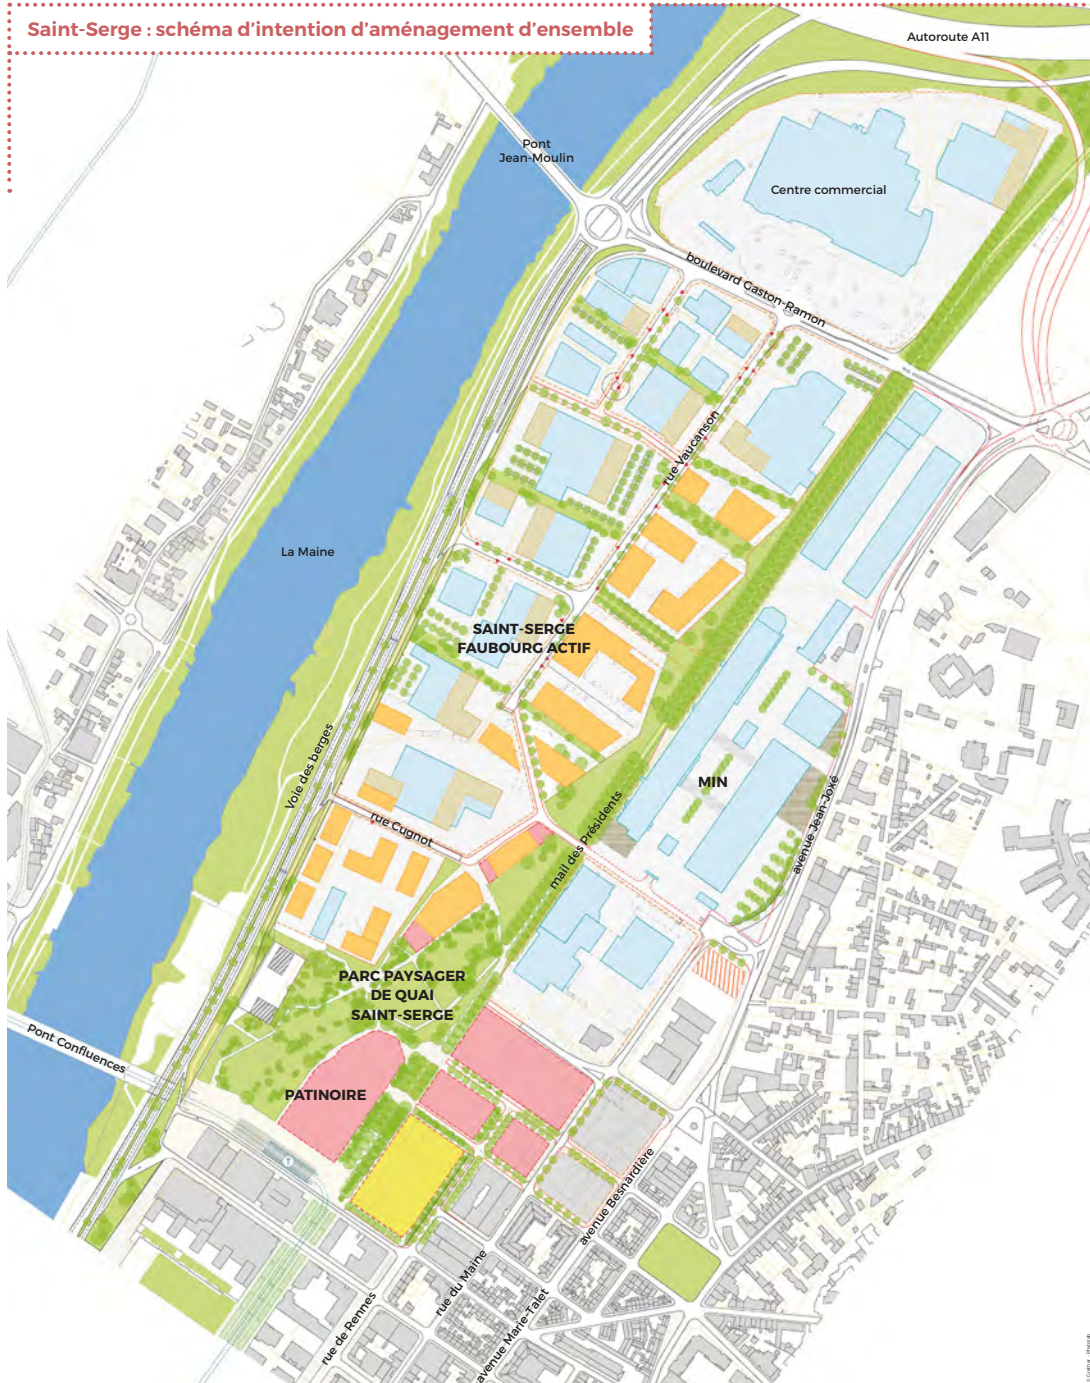 Saint-Serge : schéma d’intention d’aménagement d’ensemble
Autoroute A11
Pont
Jean-Moulin
Centre commercial
boulevard Gaston-Ramon
rue Vaucanson
La Maine
SAINT-SERGE
FAUBOURG ACTIF
Voie des berges
MIN
rue Cugnot
mail des Présidents
avenue Jean-Joxé
PARC PAYSAGER
DE QUAI
SAINT-SERGE
Pont Confluences
PATINOIRE
T
avenue Besnardière
rue du Maine
rue de Rennes
avenue Marie-Talet